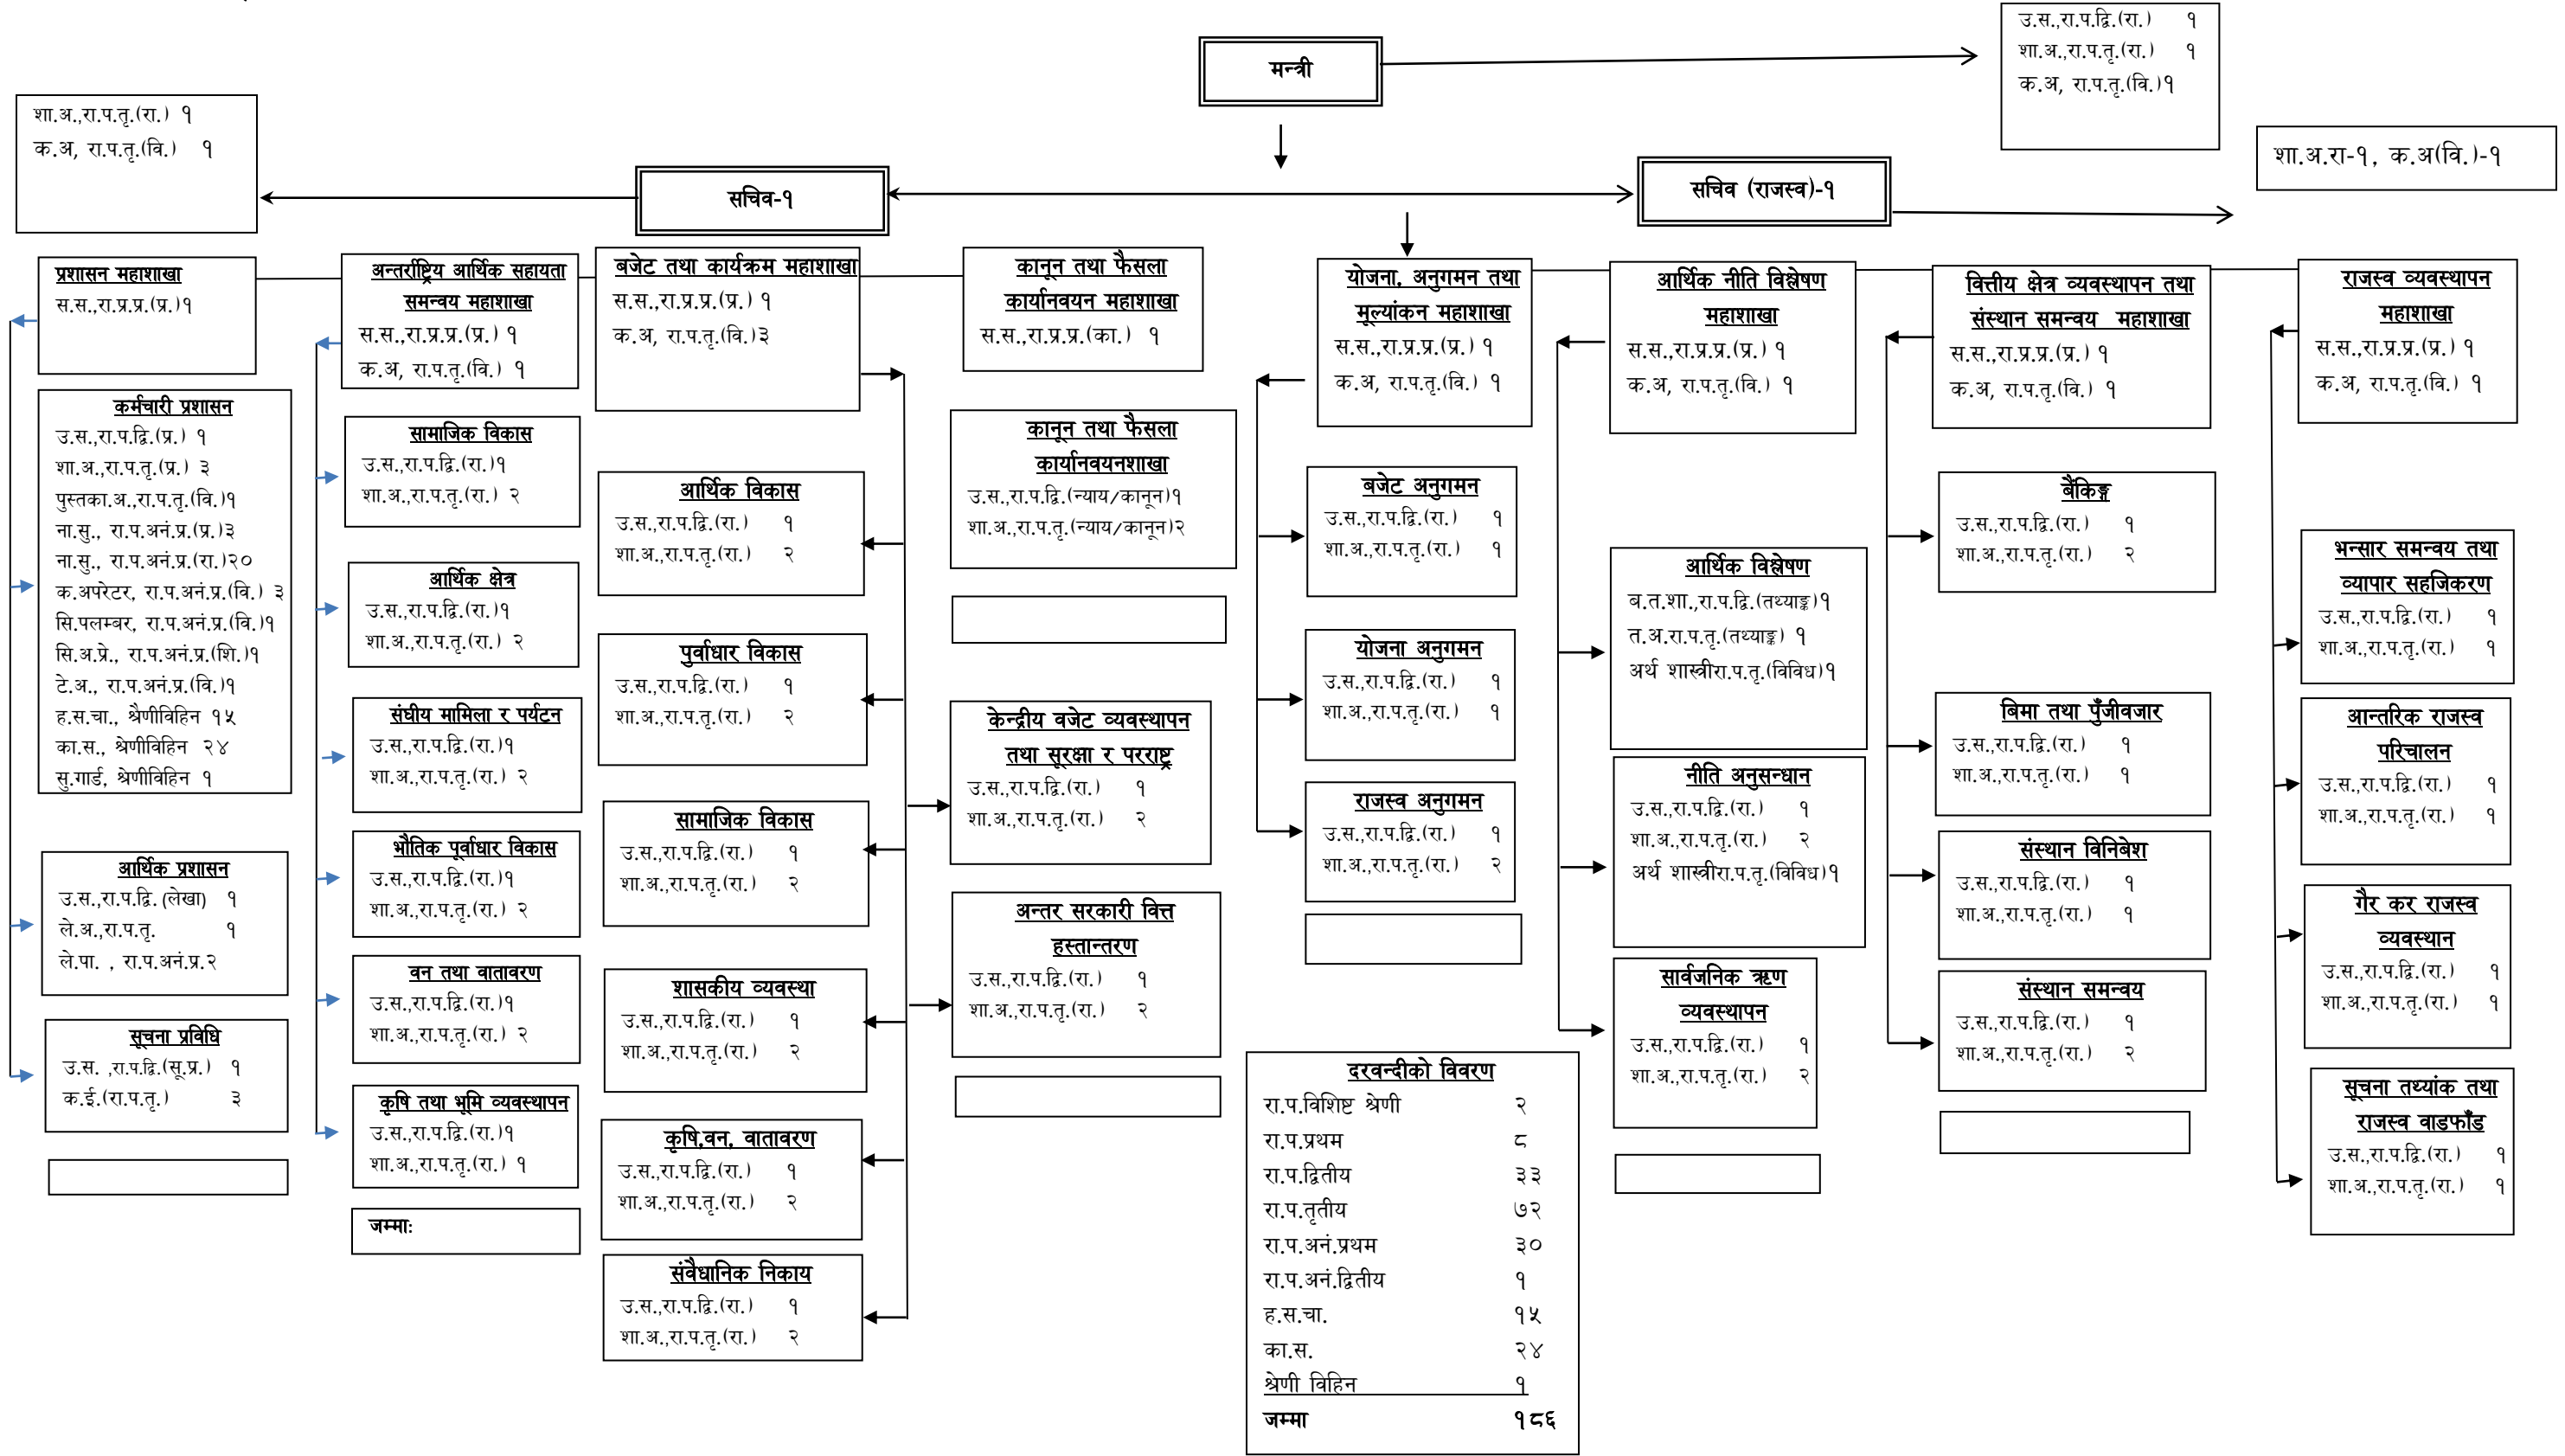 मन्त्री
उ.स.,रा.प.द्वि.(रा.) १
शा.अ.,रा.प.तृ.(रा.) १
क.अ, रा.प.तृ.(वि.)१
शा.अ.,रा.प.तृ.(रा.) १
क.अ, रा.प.तृ.(वि.) १
शा.अ.रा-१, क.अ(वि.)-१
सचिव-१
सचिव (राजस्व)-१
प्रशासन महाशाखा
स.स.,रा.प्र.प्र.(प्र.)१
कर्मचारी प्रशासन
उ.स.,रा.प.द्वि.(प्र.) १
शा.अ.,रा.प.तृ.(प्र.) ३
पुस्तका.अ.,रा.प.तृ.(वि.)१
ना.सु., रा.प.अनं.प्र.(प्र.)३
ना.सु., रा.प.अनं.प्र.(रा.)२०
क.अपरेटर, रा.प.अनं.प्र.(वि.) ३
सि.पलम्बर, रा.प.अनं.प्र.(वि.)१
सि.अ.प्रे., रा.प.अनं.प्र.(शि.)१
टे.अ., रा.प.अनं.प्र.(वि.)१
ह.स.चा., श्रैणीविहिन १५
का.स., श्रेणीविहिन २४
सु.गार्ड, श्रेणीविहिन १
आर्थिक प्रशासन
उ.स.,रा.प.द्वि. (लेखा) १
ले.अ.,रा.प.तृ. १
ले.पा. , रा.प.अनं.प्र.२
सूचना प्रविधि
उ.स. ,रा.प.द्वि.(सू.प्र.) १
क.ई.(रा.प.तृ.) ३
अन्तर्राष्ट्रिय आर्थिक सहायता
समन्वय महाशाखा
स.स.,रा.प्र.प्र.(प्र.) १
क.अ, रा.प.तृ.(वि.) १
सामाजिक विकास
उ.स.,रा.प.द्वि.(रा.)१
शा.अ.,रा.प.तृ.(रा.) २
आर्थिक क्षेत्र
उ.स.,रा.प.द्वि.(रा.)१
शा.अ.,रा.प.तृ.(रा.) २
संघीय मामिला र पर्यटन
उ.स.,रा.प.द्वि.(रा.)१
शा.अ.,रा.प.तृ.(रा.) २
भौतिक पूर्वाधार विकास
उ.स.,रा.प.द्वि.(रा.)१
शा.अ.,रा.प.तृ.(रा.) २
वन तथा वातावरण
उ.स.,रा.प.द्वि.(रा.)१
शा.अ.,रा.प.तृ.(रा.) २
कृषि तथा भूमि व्यवस्थापन
उ.स.,रा.प.द्वि.(रा.)१
शा.अ.,रा.प.तृ.(रा.) १
जम्माः
बजेट तथा कार्यक्रम महाशाखा
स.स.,रा.प्र.प्र.(प्र.) १
क.अ, रा.प.तृ.(वि.)३
आर्थिक विकास
उ.स.,रा.प.द्वि.(रा.) १
शा.अ.,रा.प.तृ.(रा.) २
पुर्वाधार विकास
उ.स.,रा.प.द्वि.(रा.) १
शा.अ.,रा.प.तृ.(रा.) २
सामाजिक विकास
उ.स.,रा.प.द्वि.(रा.) १
शा.अ.,रा.प.तृ.(रा.) २
शासकीय व्यवस्था
उ.स.,रा.प.द्वि.(रा.) १
शा.अ.,रा.प.तृ.(रा.) २
कृषि,वन, वातावरण
उ.स.,रा.प.द्वि.(रा.) १
शा.अ.,रा.प.तृ.(रा.) २
संवैधानिक निकाय
उ.स.,रा.प.द्वि.(रा.) १
शा.अ.,रा.प.तृ.(रा.) २
कानून तथा फैसला
कार्यानवयन महाशाखा
स.स.,रा.प्र.प्र.(का.) १
कानून तथा फैसला
कार्यानवयनशाखा
उ.स.,रा.प.द्वि.(न्याय/कानून)१
शा.अ.,रा.प.तृ.(न्याय/कानून)२
केन्द्रीय वजेट व्यवस्थापन
तथा सूरक्षा र परराष्ट्र
उ.स.,रा.प.द्वि.(रा.) १
शा.अ.,रा.प.तृ.(रा.) २
अन्तर सरकारी वित्त
हस्तान्तरण
उ.स.,रा.प.द्वि.(रा.) १
शा.अ.,रा.प.तृ.(रा.) २
योजना, अनुगमन तथा
मूल्यांकन महाशाखा
स.स.,रा.प्र.प्र.(प्र.) १
क.अ, रा.प.तृ.(वि.) १
बजेट अनुगमन
उ.स.,रा.प.द्वि.(रा.) १
शा.अ.,रा.प.तृ.(रा.) १
योजना अनुगमन
उ.स.,रा.प.द्वि.(रा.) १
शा.अ.,रा.प.तृ.(रा.) १
राजस्व अनुगमन
उ.स.,रा.प.द्वि.(रा.) १
शा.अ.,रा.प.तृ.(रा.) २
दरवन्दीको विवरण
रा.प.विशिष्ट श्रेणी २
रा.प.प्रथम ८
रा.प.द्वितीय ३३
रा.प.तृतीय ७२
रा.प.अनं.प्रथम ३०
रा.प.अनं.द्वितीय १
ह.स.चा. १५
का.स. २४
श्रेणी विहिन १
जम्मा १८६
आर्थिक नीति विश्लेषण
महाशाखा
स.स.,रा.प्र.प्र.(प्र.) १
क.अ, रा.प.तृ.(वि.) १
आर्थिक विश्लेषण
ब.त.शा.,रा.प.द्वि.(तथ्याङ्क)१
त.अ.रा.प.तृ.(तथ्याङ्क) १
अर्थ शास्त्रीरा.प.तृ.(विविध)१
नीति अनुसन्धान
उ.स.,रा.प.द्वि.(रा.) १
शा.अ.,रा.प.तृ.(रा.) २
अर्थ शास्त्रीरा.प.तृ.(विविध)१
सार्वजनिक ऋण
व्यवस्थापन
उ.स.,रा.प.द्वि.(रा.) १
शा.अ.,रा.प.तृ.(रा.) २
वित्तीय क्षेत्र व्यवस्थापन तथा
संस्थान समन्वय महाशाखा
स.स.,रा.प्र.प्र.(प्र.) १
क.अ, रा.प.तृ.(वि.) १
बैंकिङ्ग
उ.स.,रा.प.द्वि.(रा.) १
शा.अ.,रा.प.तृ.(रा.) २
बिमा तथा पुँजीवजार
उ.स.,रा.प.द्वि.(रा.) १
शा.अ.,रा.प.तृ.(रा.) १
संस्थान विनिबेश
उ.स.,रा.प.द्वि.(रा.) १
शा.अ.,रा.प.तृ.(रा.) १
संस्थान समन्वय
उ.स.,रा.प.द्वि.(रा.) १
शा.अ.,रा.प.तृ.(रा.) २
राजस्व व्यवस्थापन
महाशाखा
स.स.,रा.प्र.प्र.(प्र.) १
क.अ, रा.प.तृ.(वि.) १
भन्सार समन्वय तथा
व्यापार सहजिकरण
उ.स.,रा.प.द्वि.(रा.) १
शा.अ.,रा.प.तृ.(रा.) १
आन्तरिक राजस्व
परिचालन
उ.स.,रा.प.द्वि.(रा.) १
शा.अ.,रा.प.तृ.(रा.) १
गैर कर राजस्व
व्यवस्थान
उ.स.,रा.प.द्वि.(रा.) १
शा.अ.,रा.प.तृ.(रा.) १
सूचना तथ्यांक तथा
राजस्व वाडफाँड
उ.स.,रा.प.द्वि.(रा.) १
शा.अ.,रा.प.तृ.(रा.) १